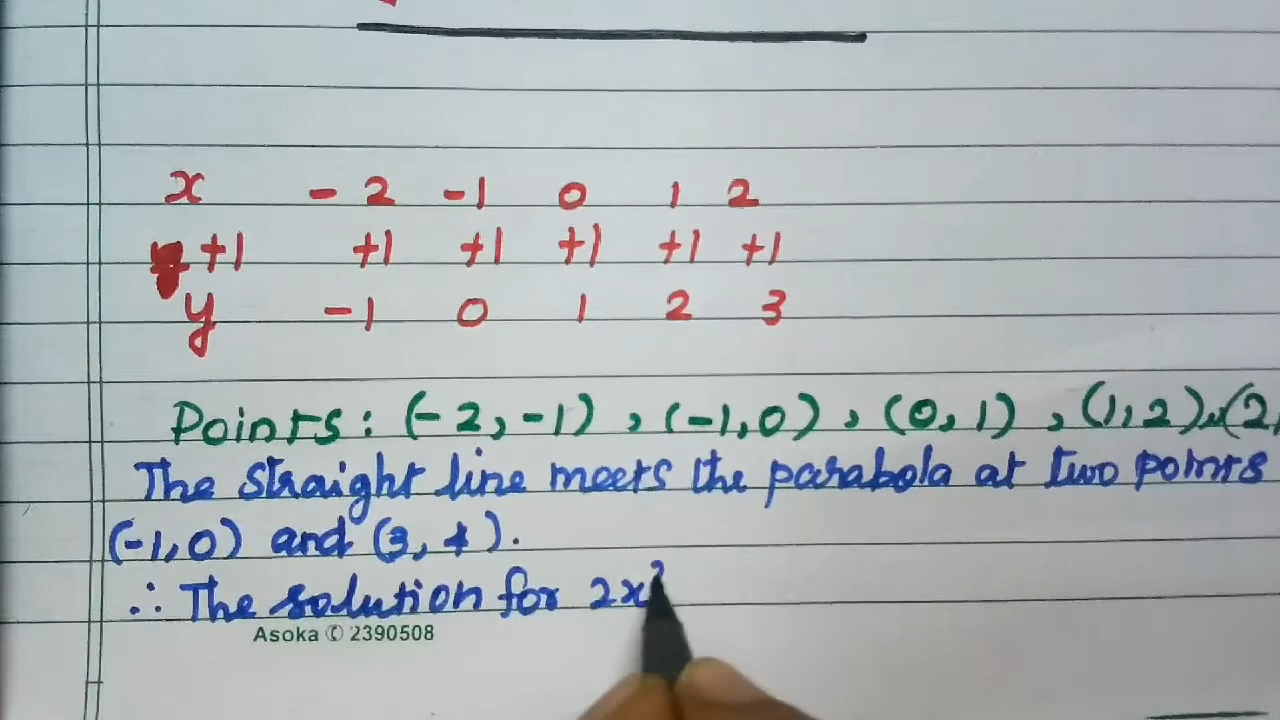 x - 2 -1 0 1 2
+1 +1 +1 +1 +1 +1
y -1 0 1 2 3
Points: (-2,-1), (-1,0), (0,1), (1,2), (2,
The straight line meets the parabola at two points
(-1,0) and (3,4).
∴ The solution for 2x²
Asoka © 2390508